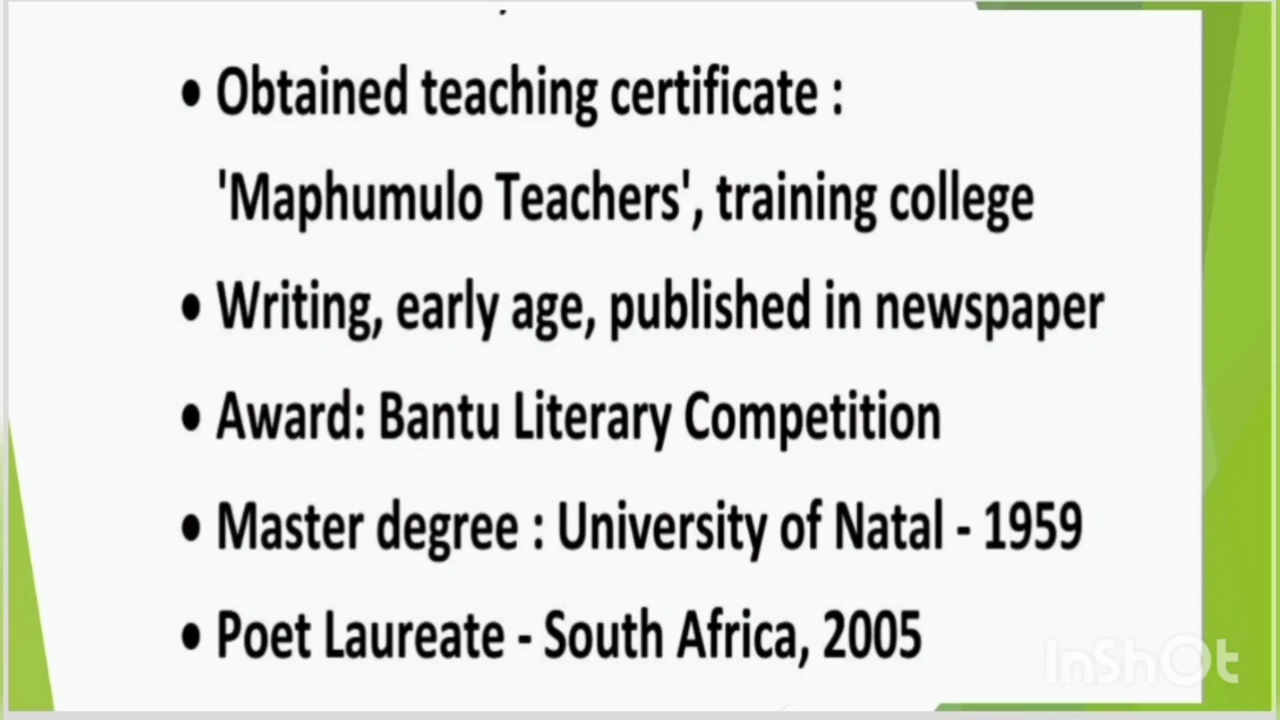 • Obtained teaching certificate :
'Maphumulo Teachers', training college
• Writing, early age, published in newspaper
• Award: Bantu Literary Competition
• Master degree : University of Natal - 1959
• Poet Laureate - South Africa, 2005
InShOt